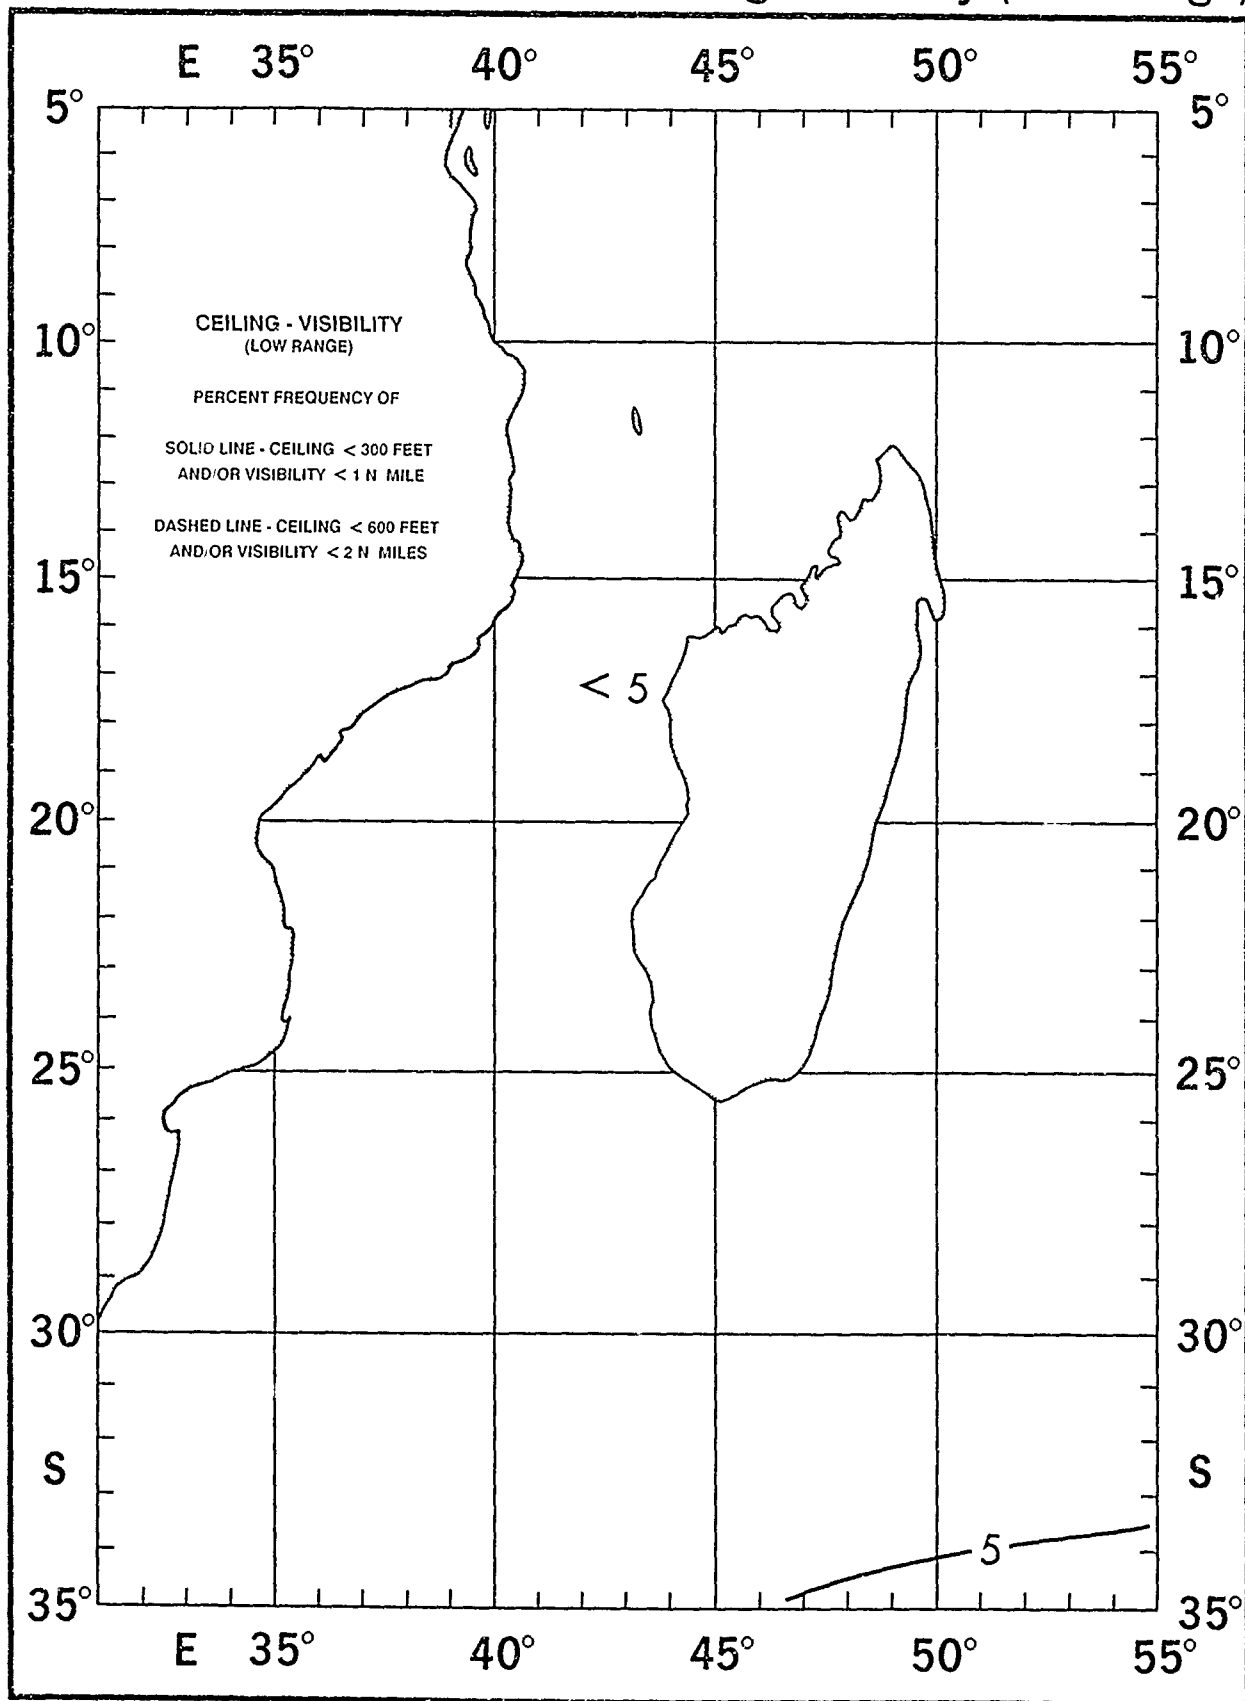 E 35° 40° 45° 50° 55°
5° 5°
CEILING - VISIBILITY
(LOW RANGE)
10° 10°
PERCENT FREQUENCY OF
SOLID LINE - CEILING < 300 FEET
AND/OR VISIBILITY < 1 N MILE
DASHED LINE - CEILING < 600 FEET
AND/OR VISIBILITY < 2 N MILES
15° 15°
< 5
20° 20°
25° 25°
30° 30°
S S
5
35° 35°
E 35° 40° 45° 50° 55°